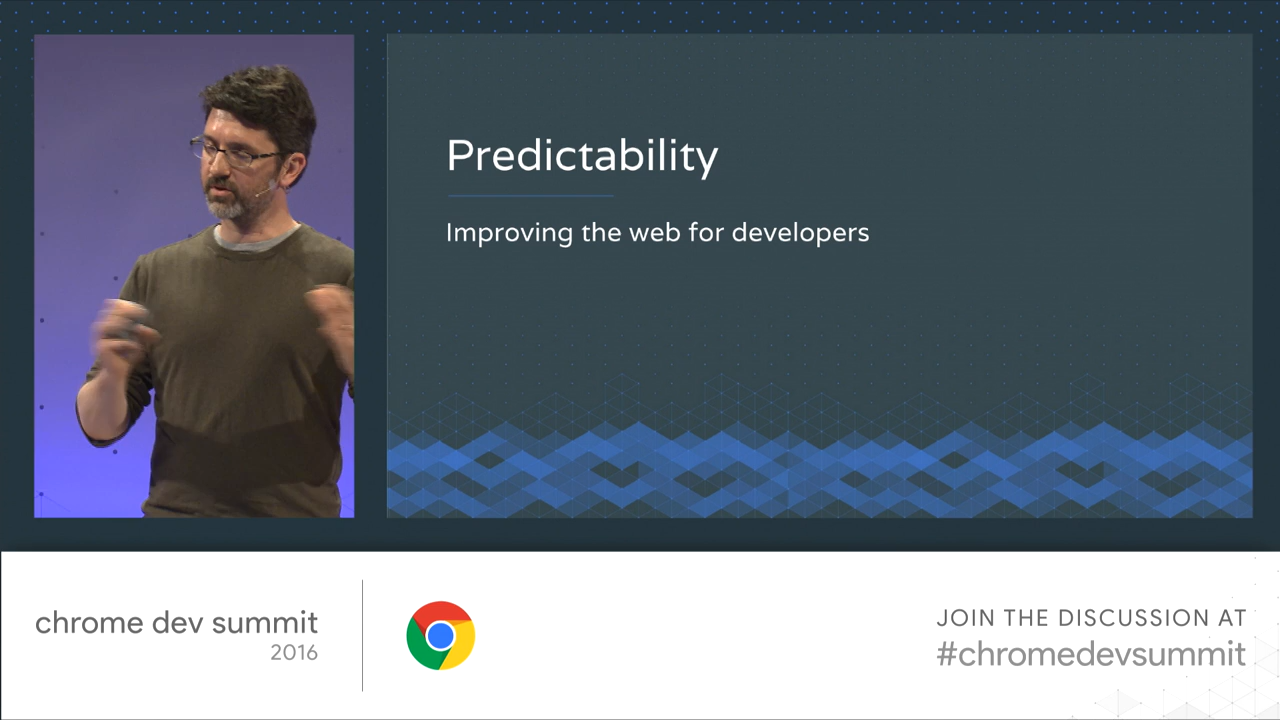 Predictability
Improving the web for developers
chrome dev summit
2016
JOIN THE DISCUSSION AT
#chromedevsummit